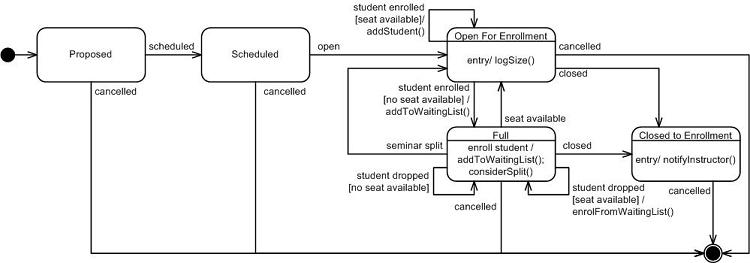 student enrolled
[seat available]/
addStudent()
Proposed
scheduled
Scheduled
open
Open For Enrollment
entry/ logSize()
cancelled
closed
cancelled
cancelled
student enrolled
[no seat available] /
addToWaitingList()
seat available
seminar split
Full
enroll student /
addToWaitingList();
considerSplit()
closed
Closed to Enrollment
entry/ notifyInstructor()
student dropped
[no seat available]
cancelled
student dropped
[seat available] /
enrolFromWaitingList()
cancelled